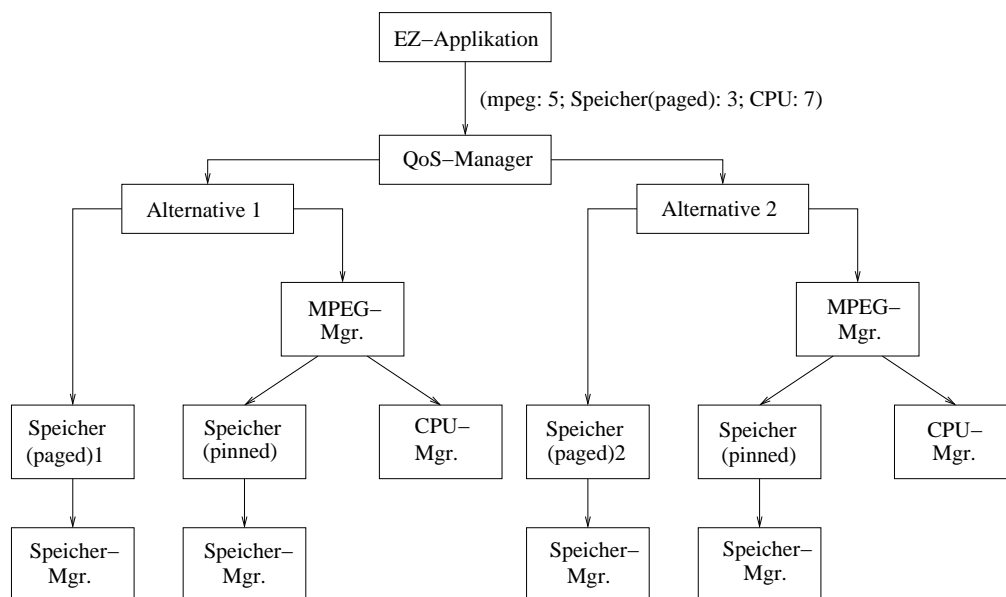 EZ–Applikation
(mpeg: 5; Speicher(paged): 3; CPU: 7)
QoS–Manager
Alternative 1
Alternative 2
MPEG–
Mgr.
MPEG–
Mgr.
Speicher
(paged)1
Speicher
(pinned)
CPU–
Mgr.
Speicher
(paged)2
Speicher
(pinned)
CPU–
Mgr.
Speicher–
Mgr.
Speicher–
Mgr.
Speicher–
Mgr.
Speicher–
Mgr.